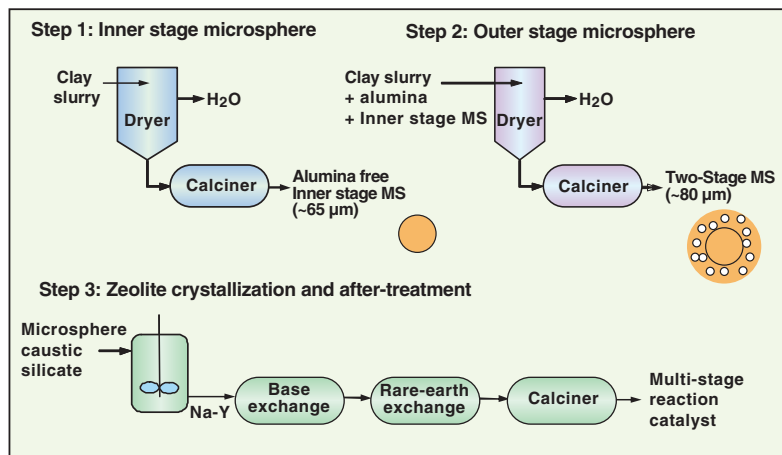 Step 1: Inner stage microsphere
Clay
slurry
H2O
Dryer
Calciner
Alumina free
Inner stage MS
(~65 µm)
Step 2: Outer stage microsphere
Clay slurry
+ alumina
+ Inner stage MS
H2O
Dryer
Calciner
Two-Stage MS
(~80 µm)
Step 3: Zeolite crystallization and after-treatment
Microsphere
caustic
silicate
Na-Y
Base
exchange
Rare-earth
exchange
Calciner
Multi-stage
reaction
catalyst